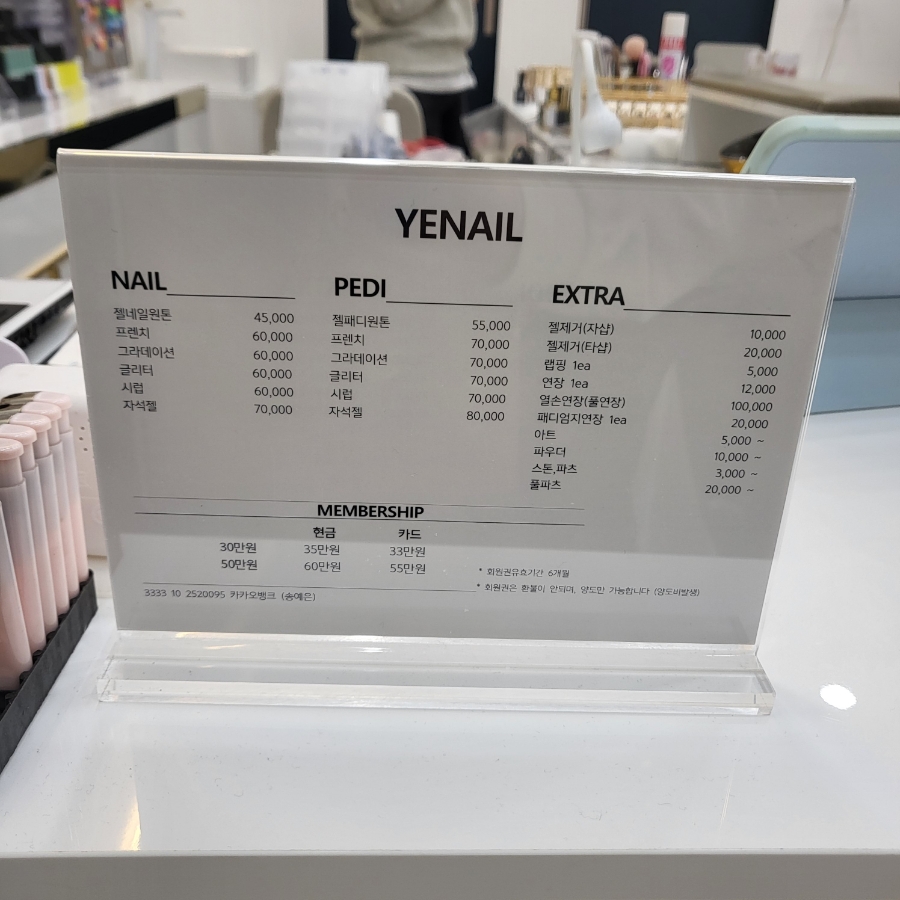 YENAIL
NAIL
젤네일원톤 45,000
프렌치 60,000
그라데이션 60,000
글리터 60,000
시럽 60,000
자석젤 70,000
PEDI
젤패디원톤 55,000
프렌치 70,000
그라데이션 70,000
글리터 70,000
시럽 70,000
자석젤 80,000
EXTRA
젤제거(자샵) 10,000
젤제거(타샵) 20,000
랩핑 1ea 5,000
연장 1ea 12,000
열손연장(풀연장) 100,000
패디엄지연장 1ea 20,000
아트 5,000 ~
파우더 10,000 ~
스톤,파츠 3,000 ~
풀파츠 20,000 ~
MEMBERSHIP
현금 카드
30만원 35만원 33만원
50만원 60만원 55만원
* 회원권유효기간 6개월
* 회원권은 환불이 안되며, 양도만 가능합니다 (양도비발생)
3333 10 2520095 카카오뱅크 (송예은)